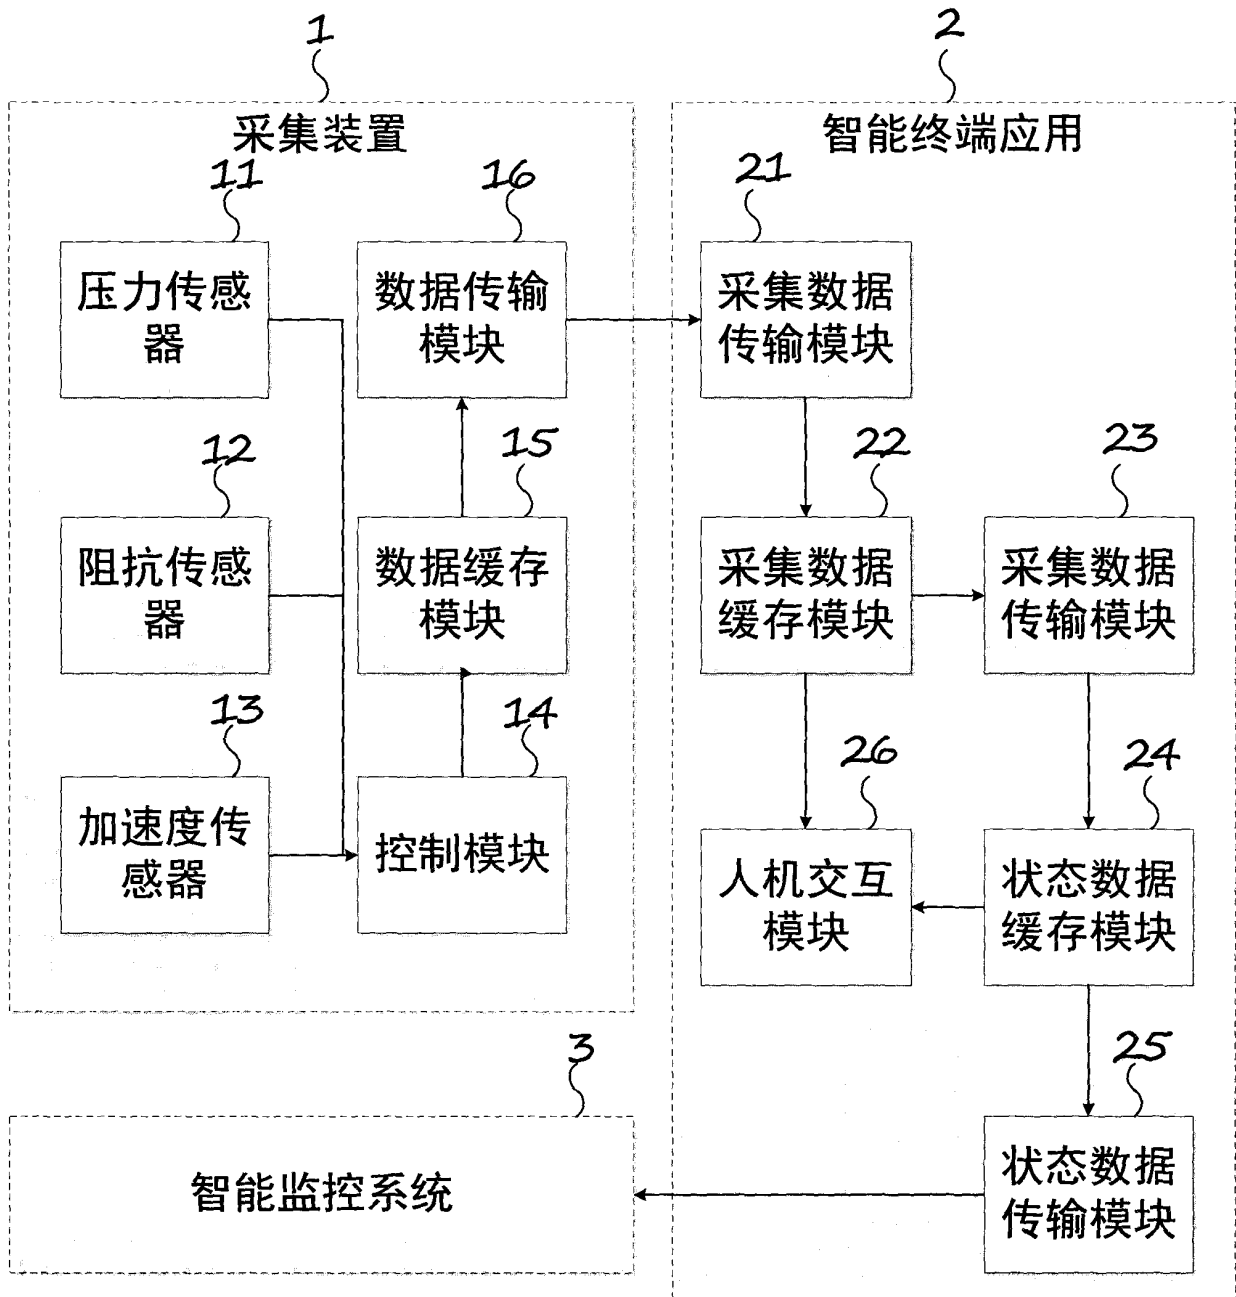 1
2
采集装置
智能终端应用
11
16
21
压力传感
器
数据传输
模块
采集数据
传输模块
12
15
22
23
阻抗传感
器
数据缓存
模块
采集数据
缓存模块
采集数据
传输模块
13
14
26
24
加速度传
感器
控制模块
人机交互
模块
状态数据
缓存模块
3
25
智能监控系统
状态数据
传输模块